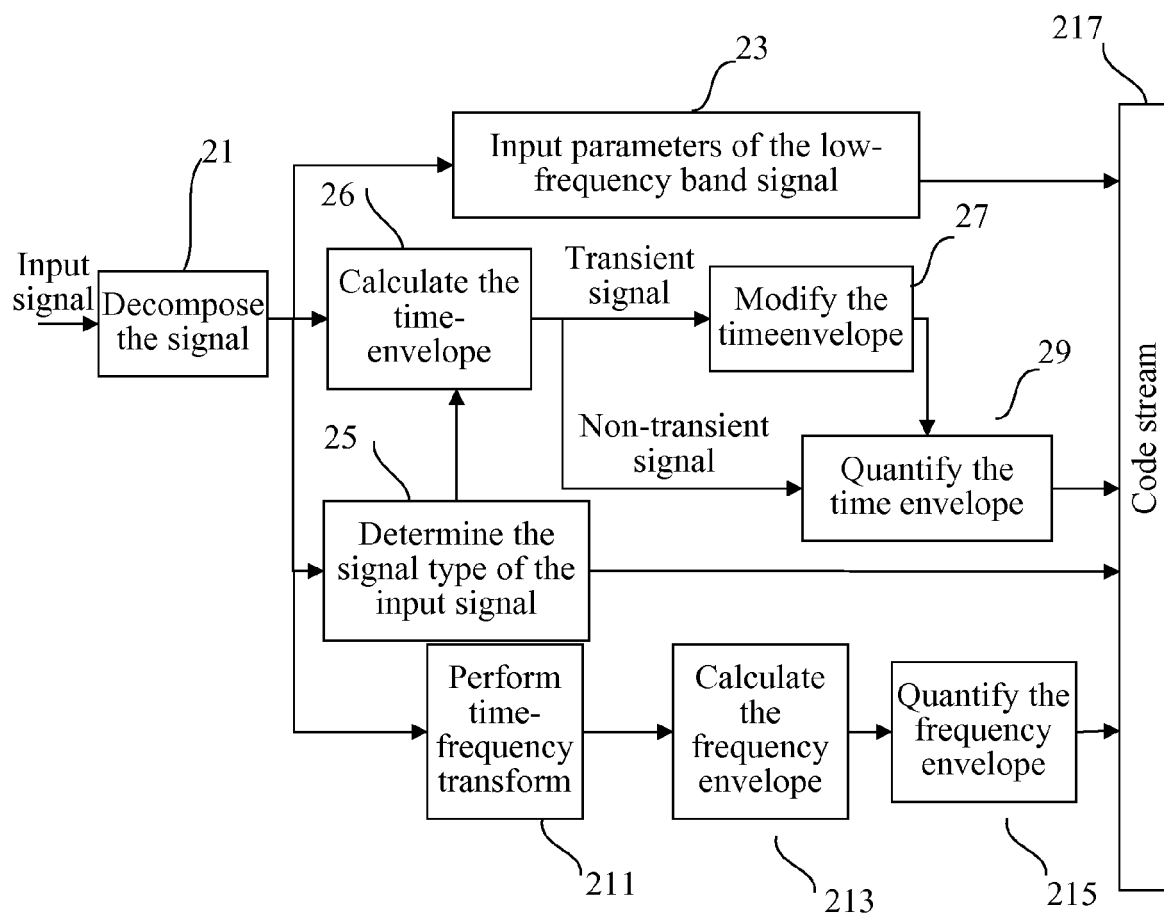 217
23
Input parameters of the low-
frequency band signal
21
26
Input
signal
Decompose
the signal
Calculate the
time-
envelope
Transient
signal
27
Modify the
timeenvelope
29
Non-transient
signal
Quantify the
time envelope
25
Determine the
signal type of the
input signal
Code stream
Perform
time-
frequency
transform
Calculate
the
frequency
envelope
Quantify the
frequency
envelope
211
213
215